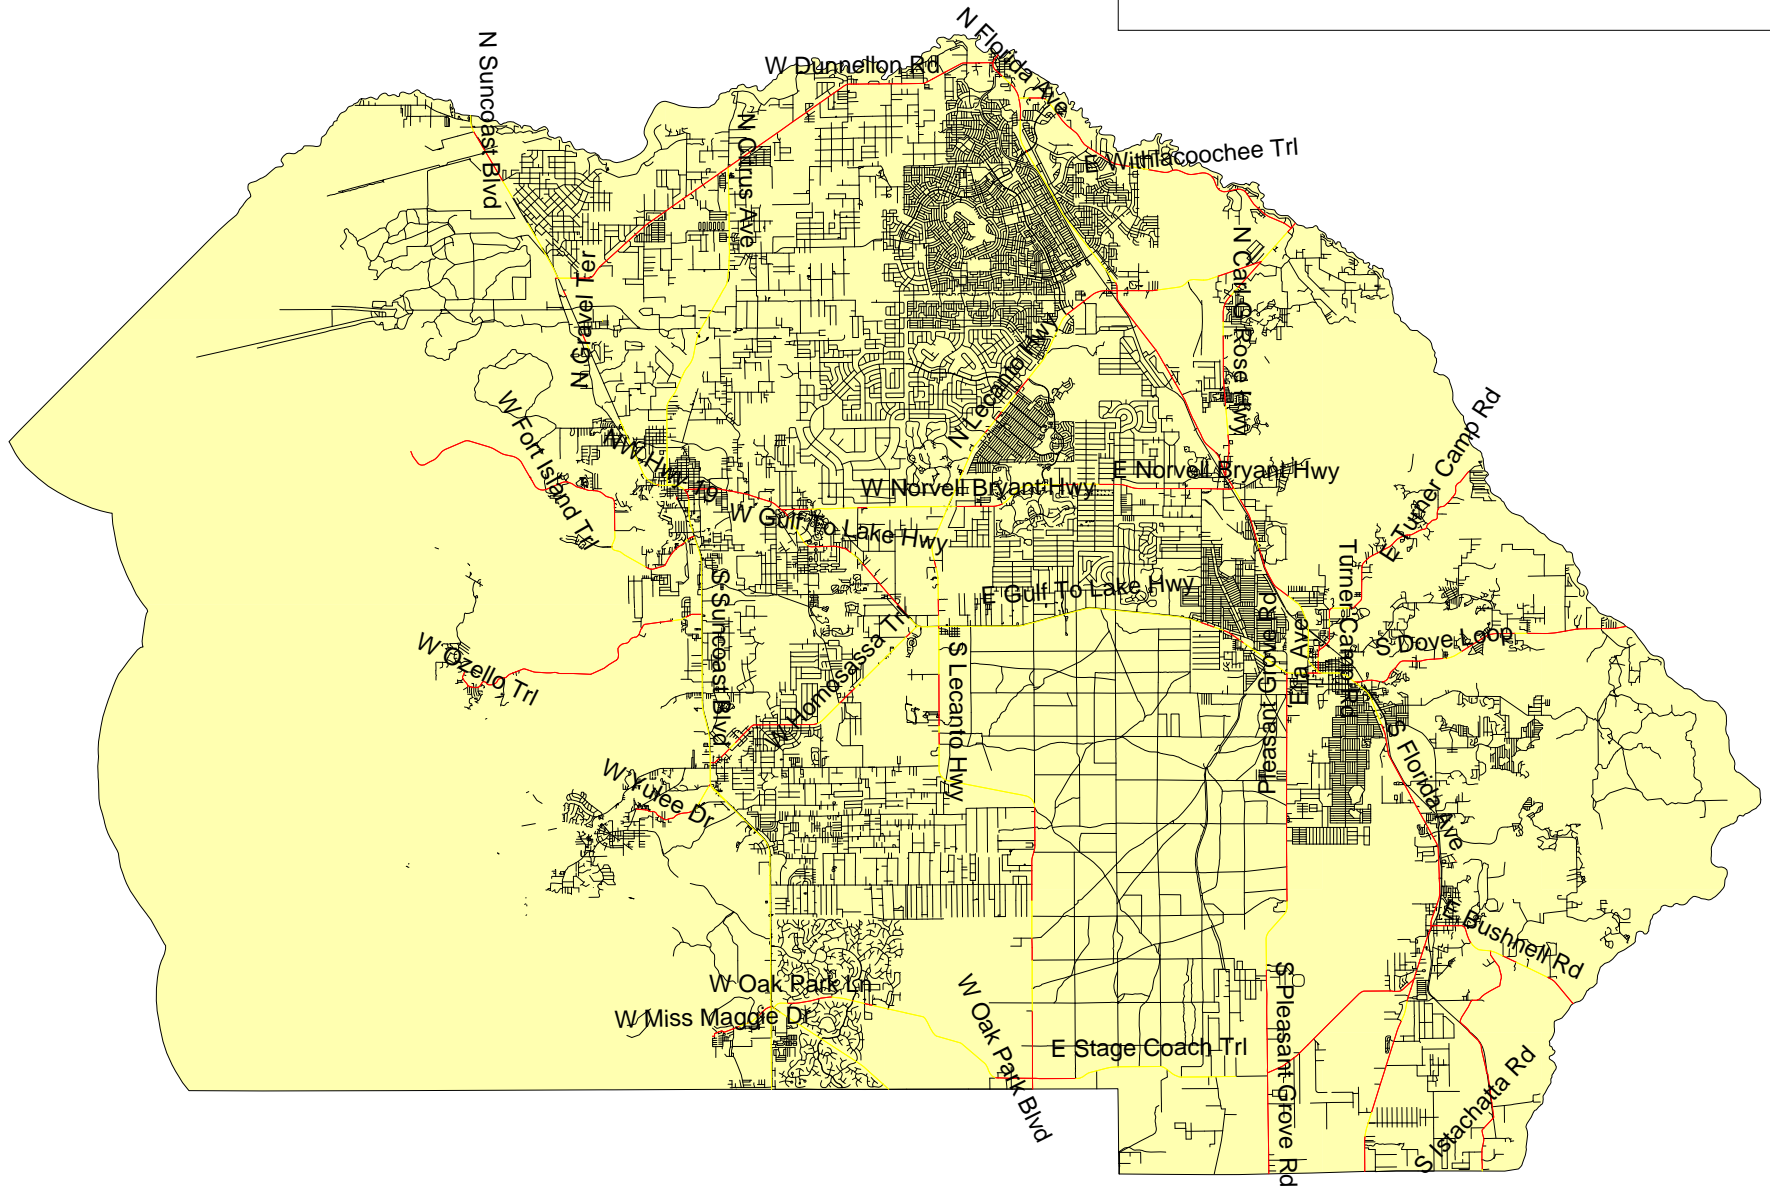 N Florida Ave
N Suncoast Blvd
W Dunnellon Rd
N Citrus Ave
E Withlacoochee Trl
N Carl G Rose Hwy
N Gravel Ter
N Lecanto Hwy
W Fort Island Trl
E Turner Camp Rd
E Norvell Bryant Hwy
W Norvell Bryant Hwy
W Gulf To Lake Hwy
E Gulf To Lake Hwy
Turner Camp Rd
S Suncoast Blvd
Pleasant Grove Rd
Ella Ave
W Homosassa Trl
S Dove Loop
W Ozello Trl
S Lecanto Hwy
S Florida Ave
W Yulee Dr
E Bushnell Rd
W Oak Park Ln
W Miss Maggie Dr
W Oak Park Blvd
S Pleasant Grove Rd
E Stage Coach Trl
S Istachatta Rd